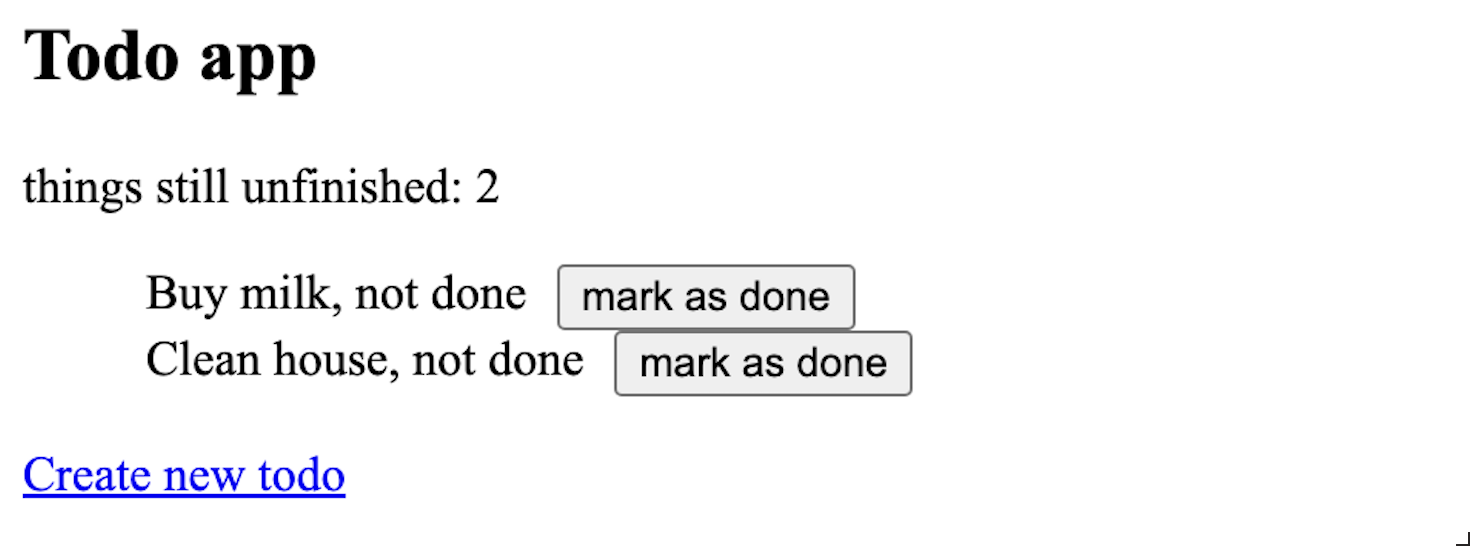 Todo app
things still unfinished: 2
Buy milk, not done mark as done
Clean house, not done mark as done
Create new todo